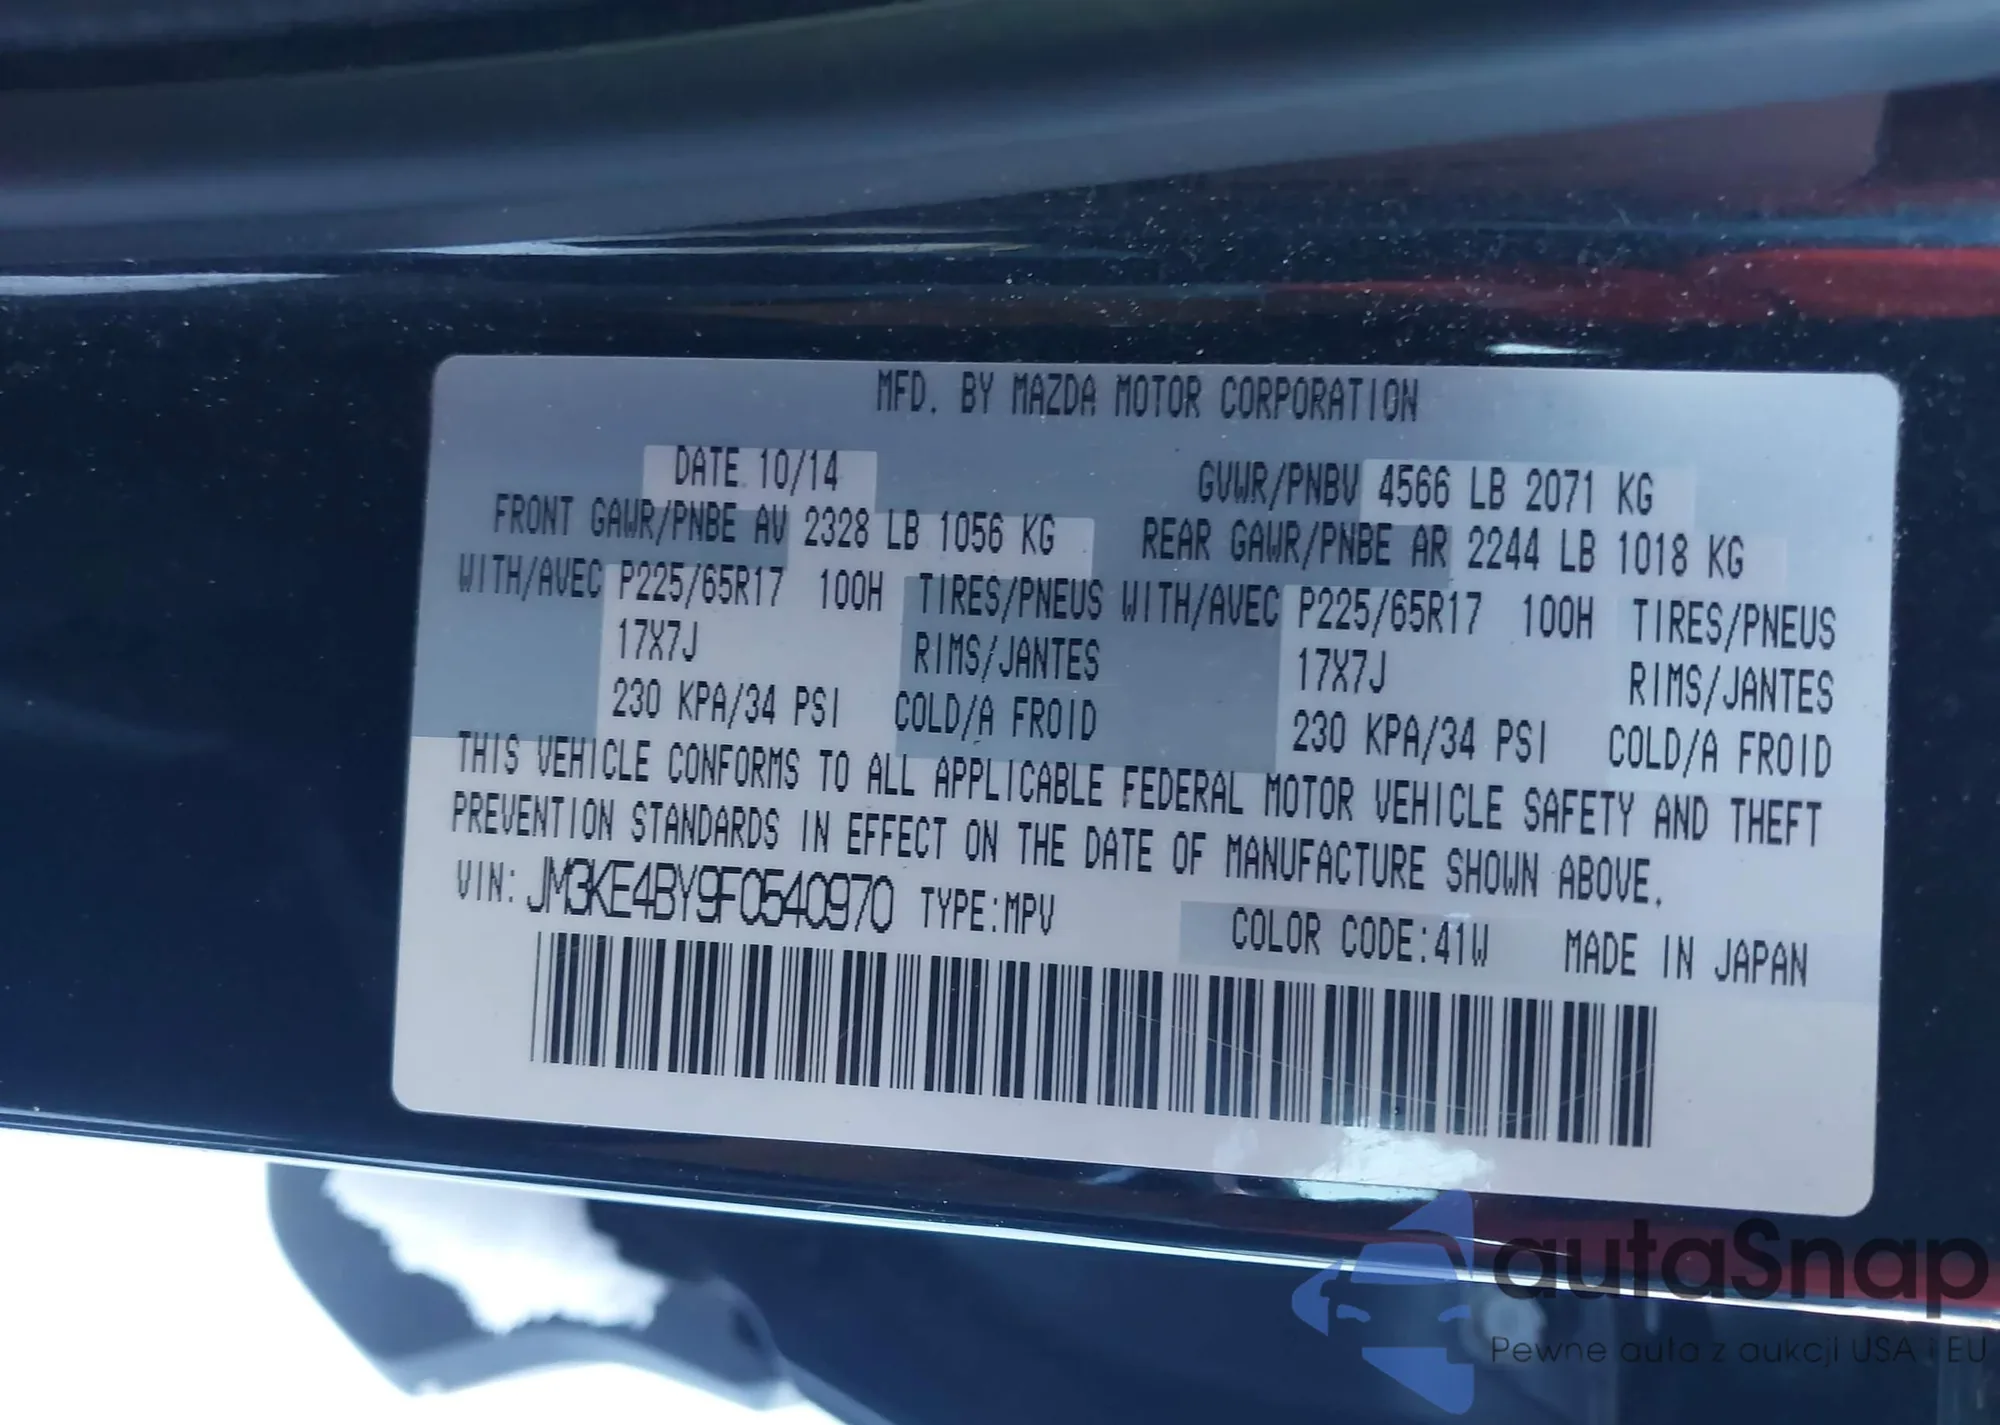 MFD. BY MAZDA MOTOR CORPORATION
DATE 10/14 GVWR/PNBV 4566 LB 2071 KG
FRONT GAWR/PNBE AV 2328 LB 1056 KG REAR GAWR/PNBE AR 2244 LB 1018 KG
WITH/AVEC P225/65R17 100H TIRES/PNEUS WITH/AVEC P225/65R17 100H TIRES/PNEUS
17X7J RIMS/JANTES 17X7J RIMS/JANTES
230 KPA/34 PSI COLD/A FROID 230 KPA/34 PSI COLD/A FROID
THIS VEHICLE CONFORMS TO ALL APPLICABLE FEDERAL MOTOR VEHICLE SAFETY AND THEFT
PREVENTION STANDARDS IN EFFECT ON THE DATE OF MANUFACTURE SHOWN ABOVE.
VIN: JM3KE4BY9F0540970 TYPE:MPV COLOR CODE:41W MADE IN JAPAN
autaSnap
Pewne auta z aukcji USA i EU